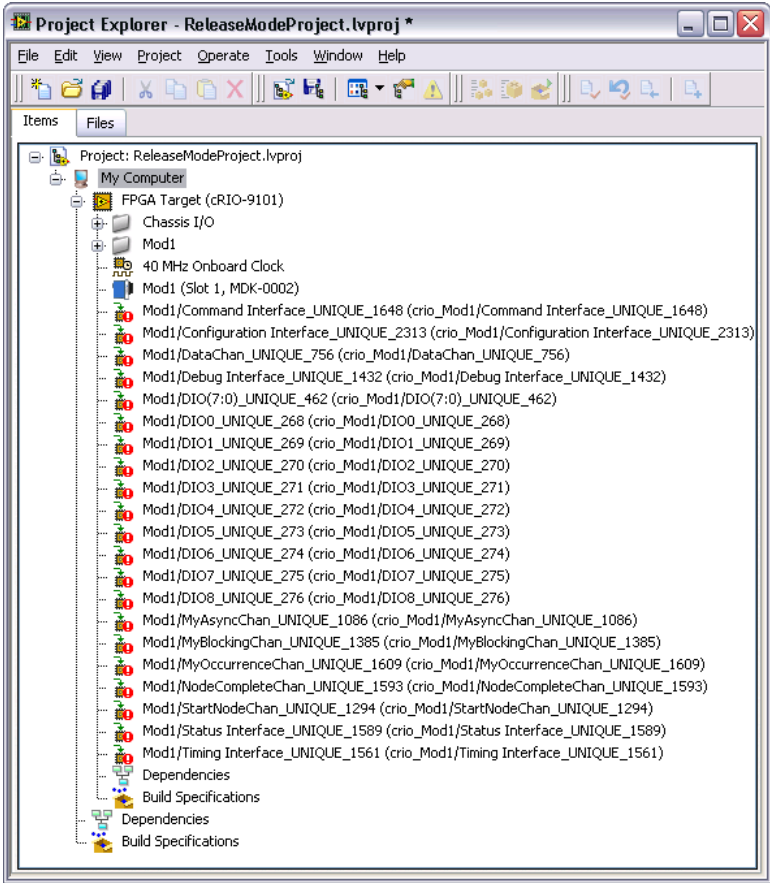 Project Explorer - ReleaseModeProject.lvproj *
File Edit View Project Operate Tools Window Help
Items Files
Project: ReleaseModeProject.lvproj
My Computer
FPGA Target (cRIO-9101)
Chassis I/O
Mod1
40 MHz Onboard Clock
Mod1 (Slot 1, MDK-0002)
Mod1/Command Interface_UNIQUE_1648 (crio_Mod1/Command Interface_UNIQUE_1648)
Mod1/Configuration Interface_UNIQUE_2313 (crio_Mod1/Configuration Interface_UNIQUE_2313)
Mod1/DataChan_UNIQUE_756 (crio_Mod1/DataChan_UNIQUE_756)
Mod1/Debug Interface_UNIQUE_1432 (crio_Mod1/Debug Interface_UNIQUE_1432)
Mod1/DIO(7:0)_UNIQUE_462 (crio_Mod1/DIO(7:0)_UNIQUE_462)
Mod1/DIO0_UNIQUE_268 (crio_Mod1/DIO0_UNIQUE_268)
Mod1/DIO1_UNIQUE_269 (crio_Mod1/DIO1_UNIQUE_269)
Mod1/DIO2_UNIQUE_270 (crio_Mod1/DIO2_UNIQUE_270)
Mod1/DIO3_UNIQUE_271 (crio_Mod1/DIO3_UNIQUE_271)
Mod1/DIO4_UNIQUE_272 (crio_Mod1/DIO4_UNIQUE_272)
Mod1/DIO5_UNIQUE_273 (crio_Mod1/DIO5_UNIQUE_273)
Mod1/DIO6_UNIQUE_274 (crio_Mod1/DIO6_UNIQUE_274)
Mod1/DIO7_UNIQUE_275 (crio_Mod1/DIO7_UNIQUE_275)
Mod1/DIO8_UNIQUE_276 (crio_Mod1/DIO8_UNIQUE_276)
Mod1/MyAsyncChan_UNIQUE_1086 (crio_Mod1/MyAsyncChan_UNIQUE_1086)
Mod1/MyBlockingChan_UNIQUE_1385 (crio_Mod1/MyBlockingChan_UNIQUE_1385)
Mod1/MyOccurrenceChan_UNIQUE_1609 (crio_Mod1/MyOccurrenceChan_UNIQUE_1609)
Mod1/NodeCompleteChan_UNIQUE_1593 (crio_Mod1/NodeCompleteChan_UNIQUE_1593)
Mod1/StartNodeChan_UNIQUE_1294 (crio_Mod1/StartNodeChan_UNIQUE_1294)
Mod1/Status Interface_UNIQUE_1589 (crio_Mod1/Status Interface_UNIQUE_1589)
Mod1/Timing Interface_UNIQUE_1561 (crio_Mod1/Timing Interface_UNIQUE_1561)
Dependencies
Build Specifications
Dependencies
Build Specifications